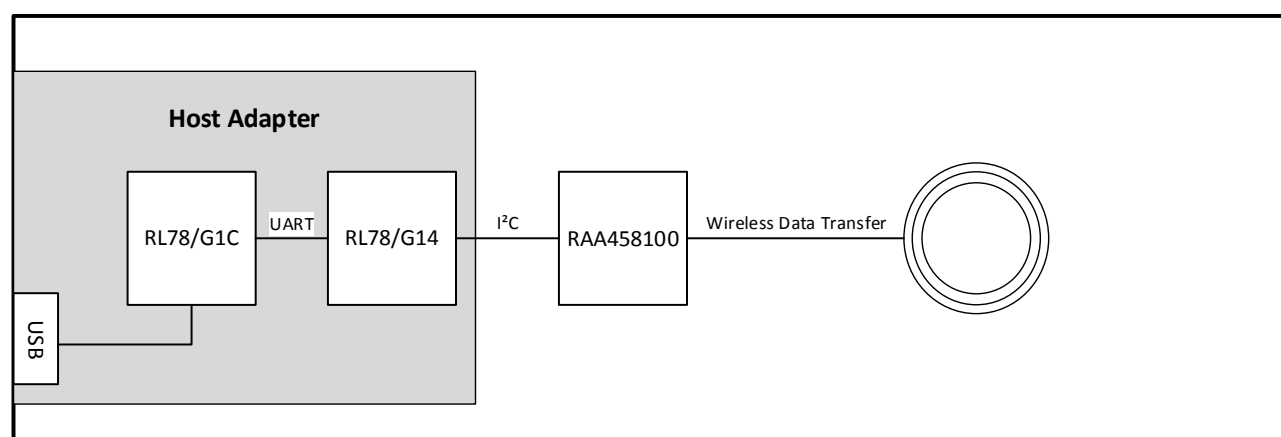 Host Adapter
RL78/G1C
UART
RL78/G14
I²C
RAA458100
Wireless Data Transfer
USB